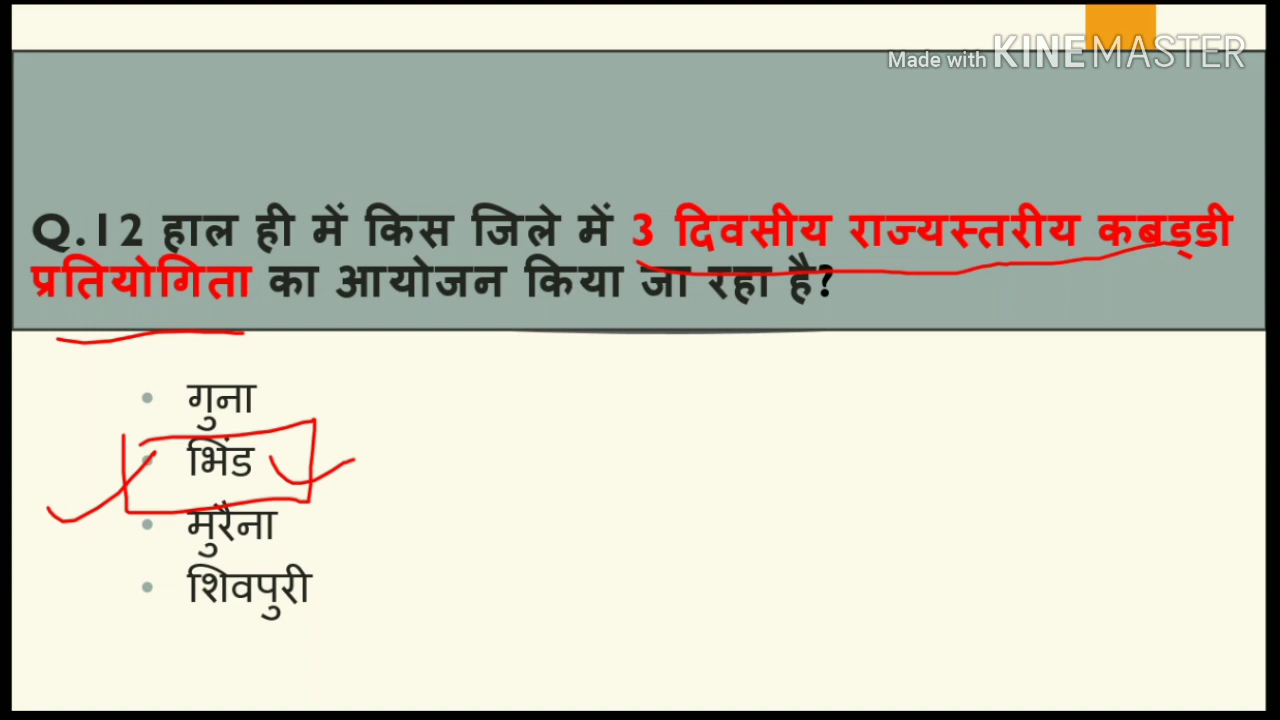 Made with KINEMASTER
Q.12 हाल ही में किस जिले में 3 दिवसीय राज्यस्तरीय कबड्डी
प्रतियोगिता का आयोजन किया जा रहा है?
• गुना
• भिंड
• मुरैना
• शिवपुरी